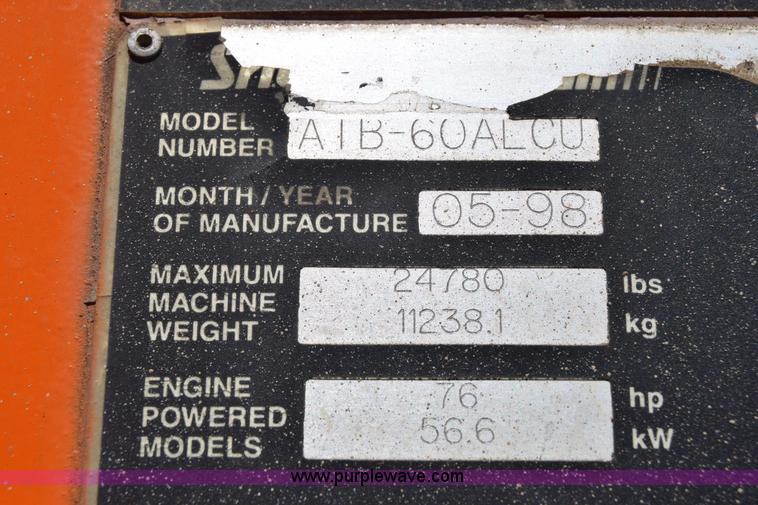 MODEL NUMBER A1B-60ALCU
MONTH / YEAR OF MANUFACTURE 05-98
MAXIMUM MACHINE WEIGHT 24780 lbs
11238.1 kg
ENGINE POWERED MODELS 76 hp
56.6 kW
www.purplewave.com